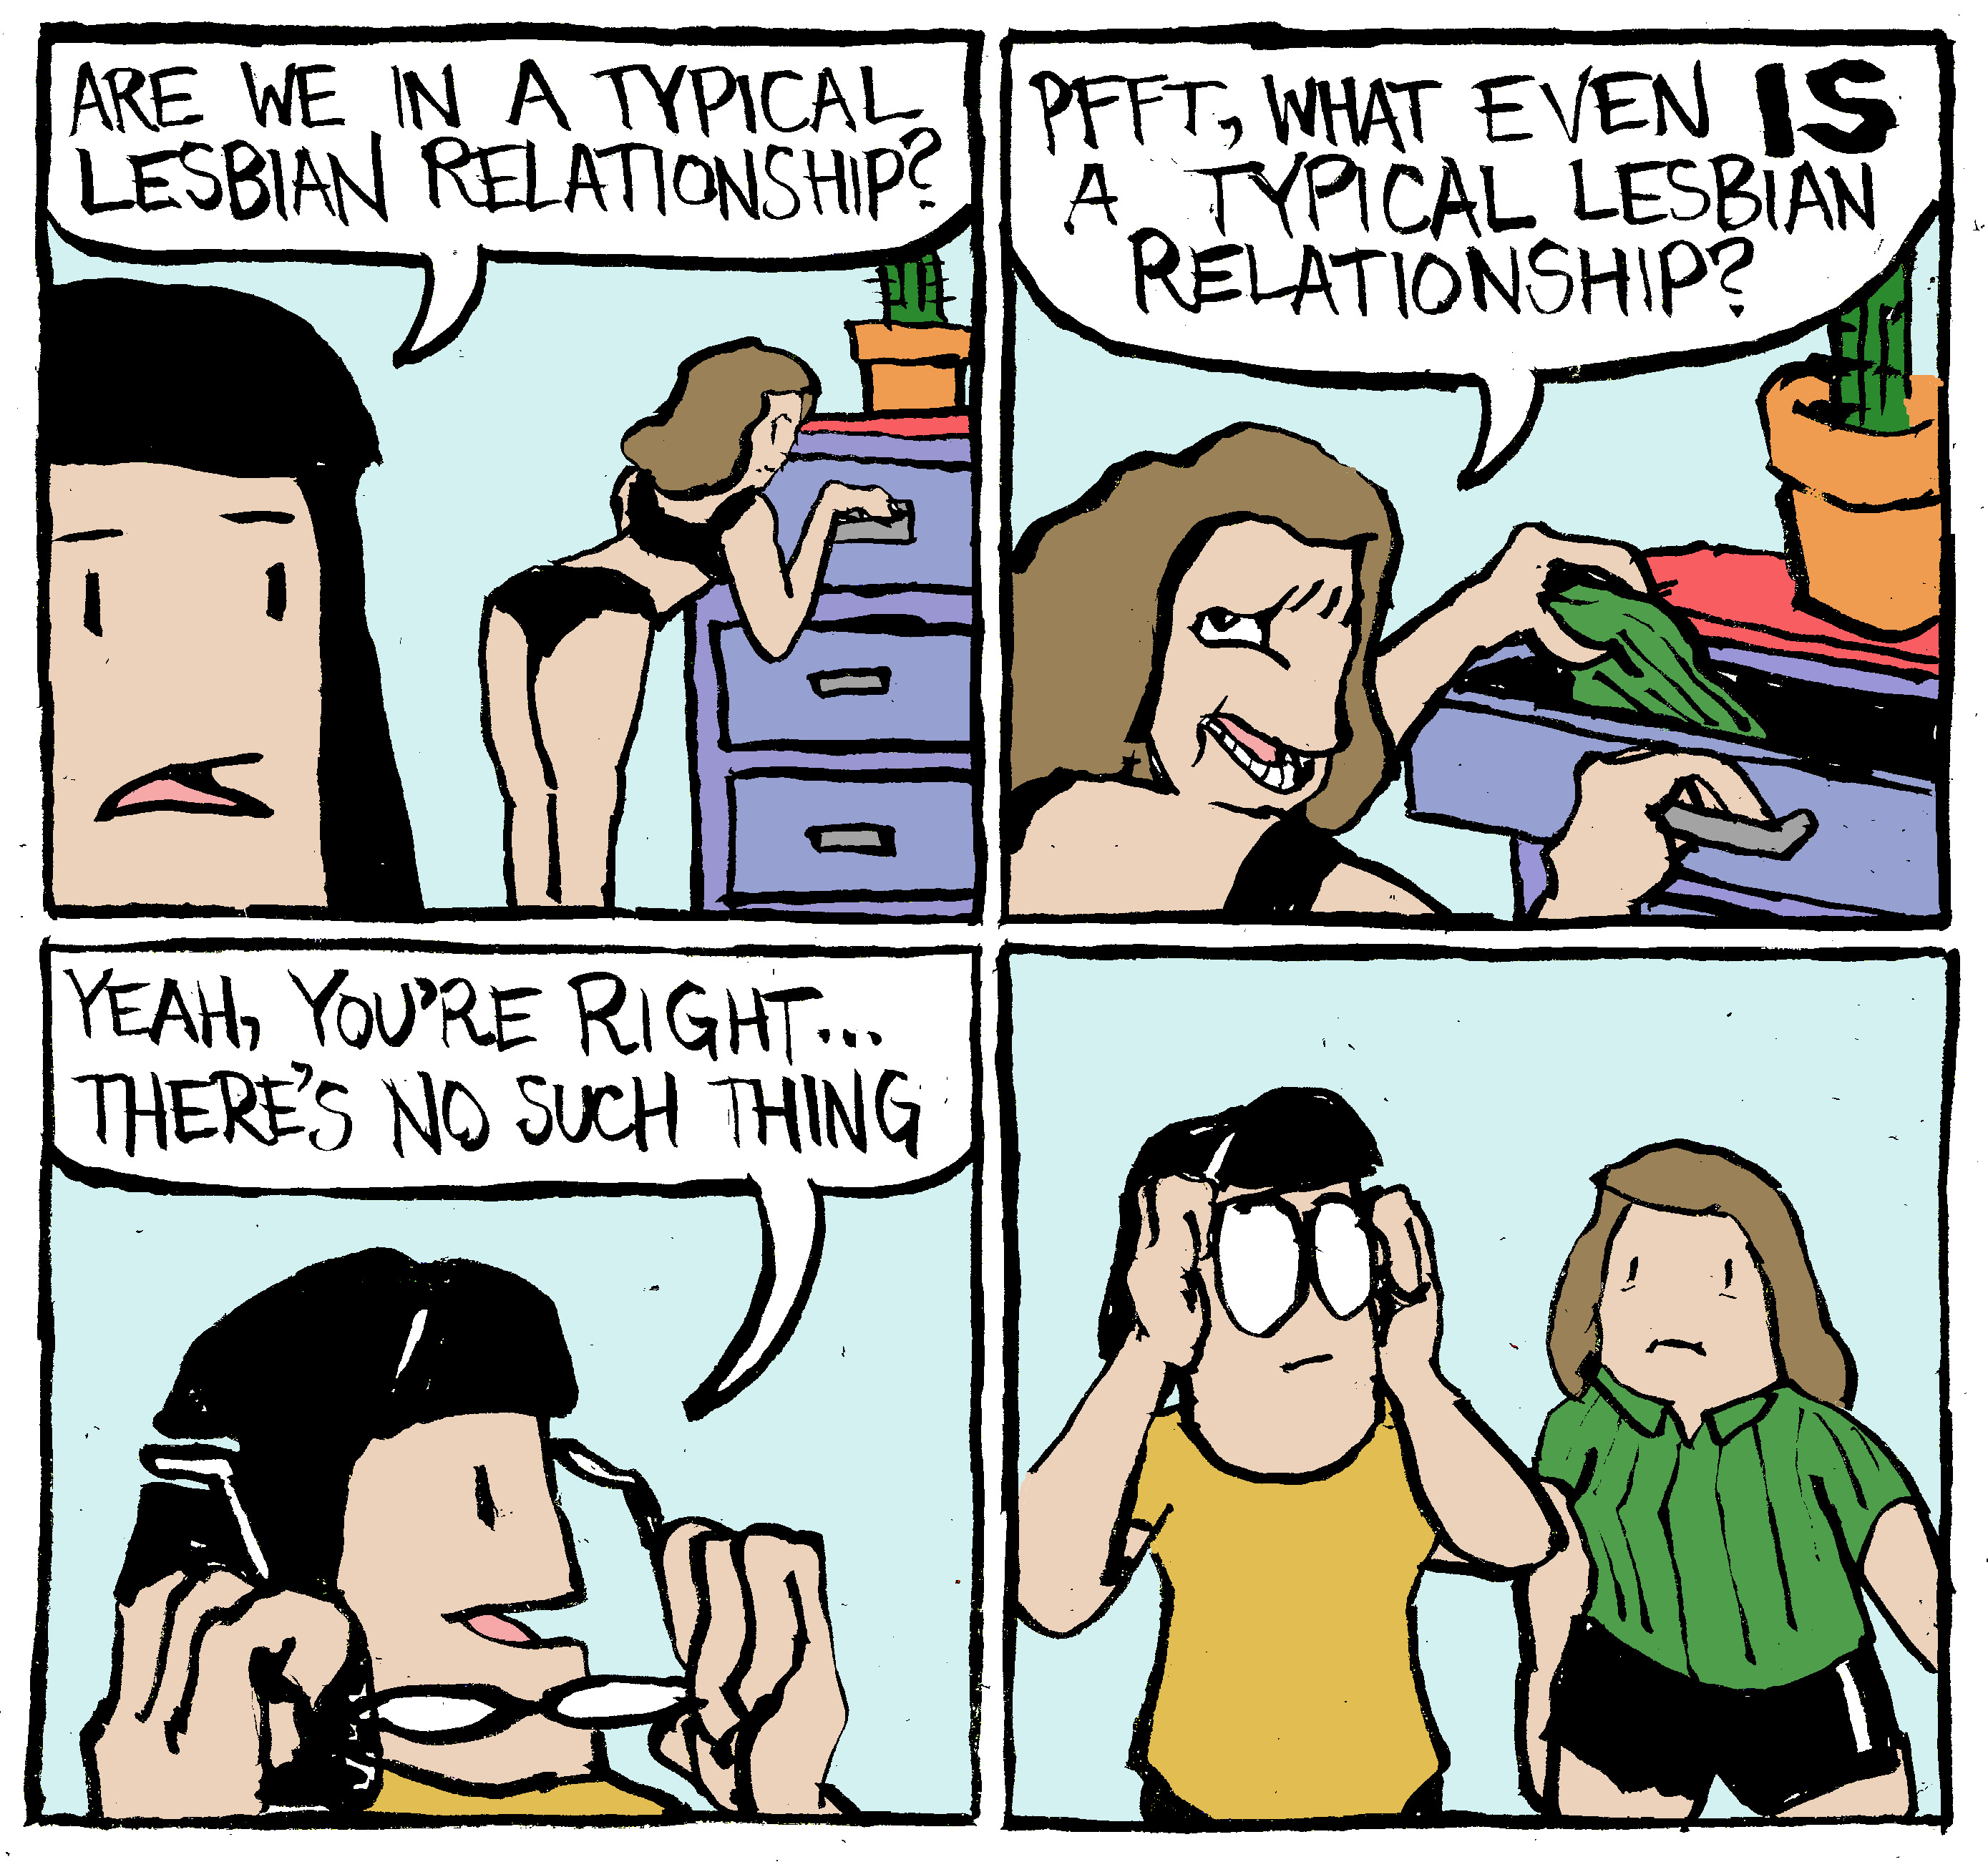 ARE WE IN A TYPICAL
LESBIAN RELATIONSHIP?
PFFT, WHAT EVEN IS
A TYPICAL LESBIAN
RELATIONSHIP?
YEAH, YOU'RE RIGHT...
THERE'S NO SUCH THING